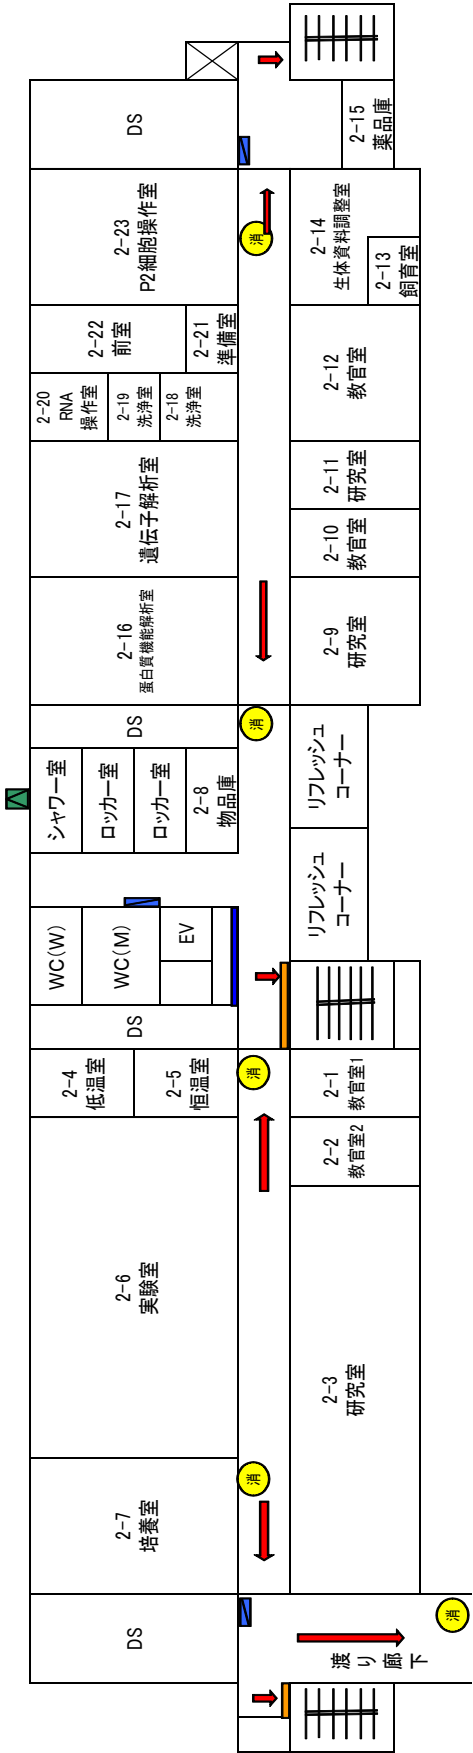 DS
2-15
薬品庫
2-23
P2細胞操作室
消
2-14
生体資料調整室
2-13
飼育室
2-22
前室
2-21
準備室
2-20
RNA
操作室
2-19
洗浄室
2-18
洗浄室
2-12
教官室
2-17
遺伝子解析室
2-11
研究室
2-10
教官室
2-16
蛋白質機能解析室
2-9
研究室
DS
消
シャワー室
ロッカー室
ロッカー室
2-8
物品庫
リフレッシュ
コーナー
リフレッシュ
コーナー
WC(W)
WC(M)
EV
DS
2-4
低温室
2-5
恒温室
消
2-1
教官室1
2-2
教官室2
2-6
実験室
2-3
研究室
2-7
培養室
消
DS
渡り廊下
消